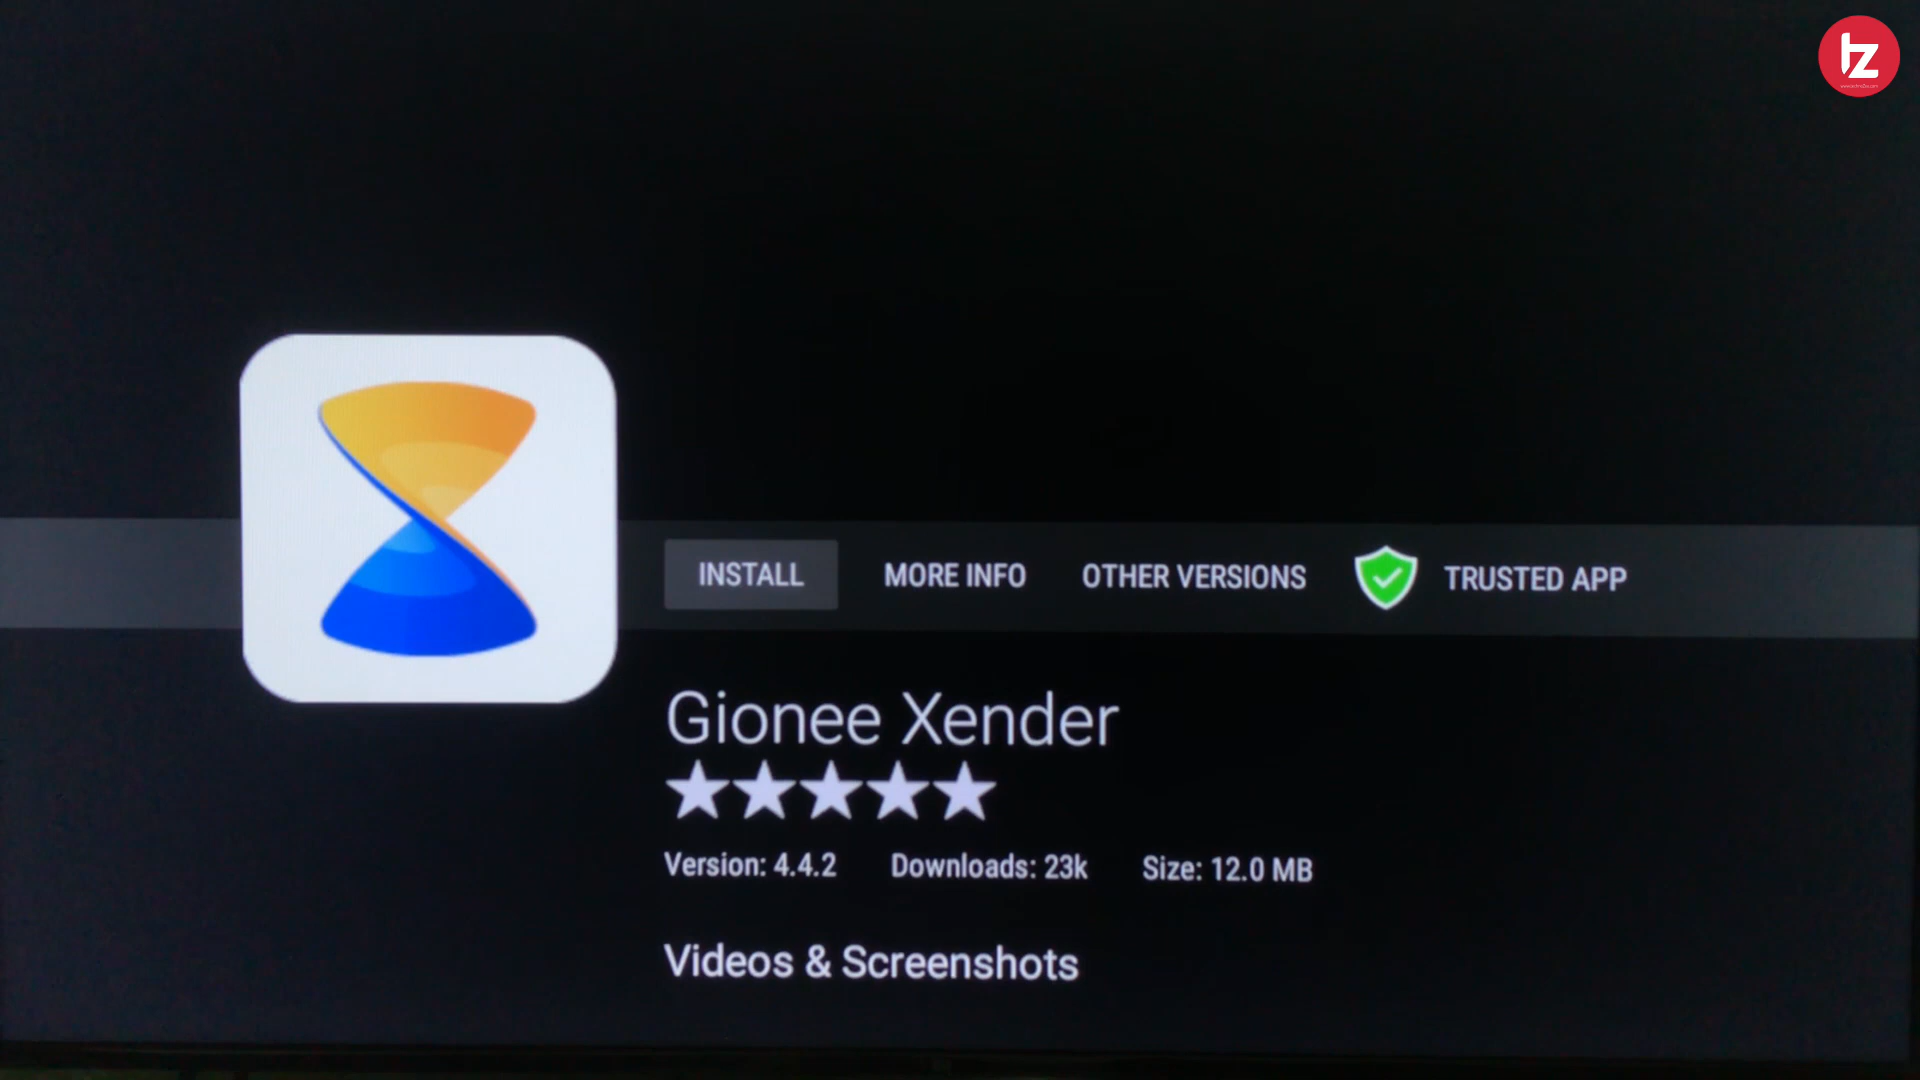 tz
INSTALL MORE INFO OTHER VERSIONS TRUSTED APP
Gionee Xender
Version: 4.4.2 Downloads: 23k Size: 12.0 MB
Videos & Screenshots